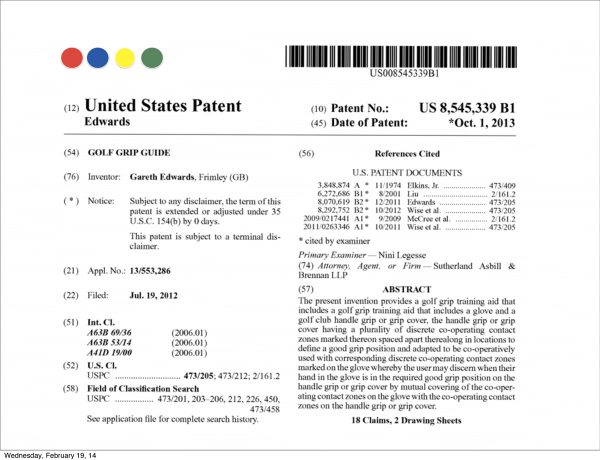 US008545339B1
(12) United States Patent
Edwards
(10) Patent No.: US 8,545,339 B1
(45) Date of Patent: *Oct. 1, 2013
(54) GOLF GRIP GUIDE
(76) Inventor: Gareth Edwards, Frimley (GB)
( * ) Notice: Subject to any disclaimer, the term of this
patent is extended or adjusted under 35
U.S.C. 154(b) by 0 days.
This patent is subject to a terminal dis-
claimer.
(21) Appl. No.: 13/553,286
(22) Filed: Jul. 19, 2012
(51) Int. Cl.
A63B 69/36 (2006.01)
A63B 53/14 (2006.01)
A41D 19/00 (2006.01)
(52) U.S. Cl.
USPC .................... 473/205; 473/212; 2/161.2
(58) Field of Classification Search
USPC ................ 473/201, 203–206, 212, 226, 450,
473/458
See application file for complete search history.
(56) References Cited
U.S. PATENT DOCUMENTS
3,848,874 A * 11/1974 Elkins, Jr. ................. 473/409
6,272,686 B1 * 8/2001 Liu ............................ 2/161.2
8,070,619 B2 * 12/2011 Edwards .................... 473/205
8,292,752 B2 * 10/2012 Wise et al. ................. 473/205
2009/0217441 A1 * 9/2009 McCree et al. ............. 2/161.2
2011/0263346 A1 * 10/2011 Wise et al. ................. 473/205
* cited by examiner
Primary Examiner — Nini Legesse
(74) Attorney, Agent, or Firm — Sutherland Asbill &
Brennan LLP
(57) ABSTRACT
The present invention provides a golf grip training aid that
includes a golf grip training aid that includes a glove and a
golf club handle grip or grip cover, the handle grip or grip
cover having a plurality of discrete co-operating contact
zones marked thereon spaced apart therealong in locations to
define a good grip position and adapted to be co-operatively
used with corresponding discrete co-operating contact zones
marked on the glove whereby the user may discern when their
hand in the glove is in the required good grip position on the
handle grip or grip cover by mutual covering of the co-oper-
ating contact zones on the glove with the co-operating contact
zones on the handle grip or grip cover.
18 Claims, 2 Drawing Sheets
Wednesday, February 19, 14